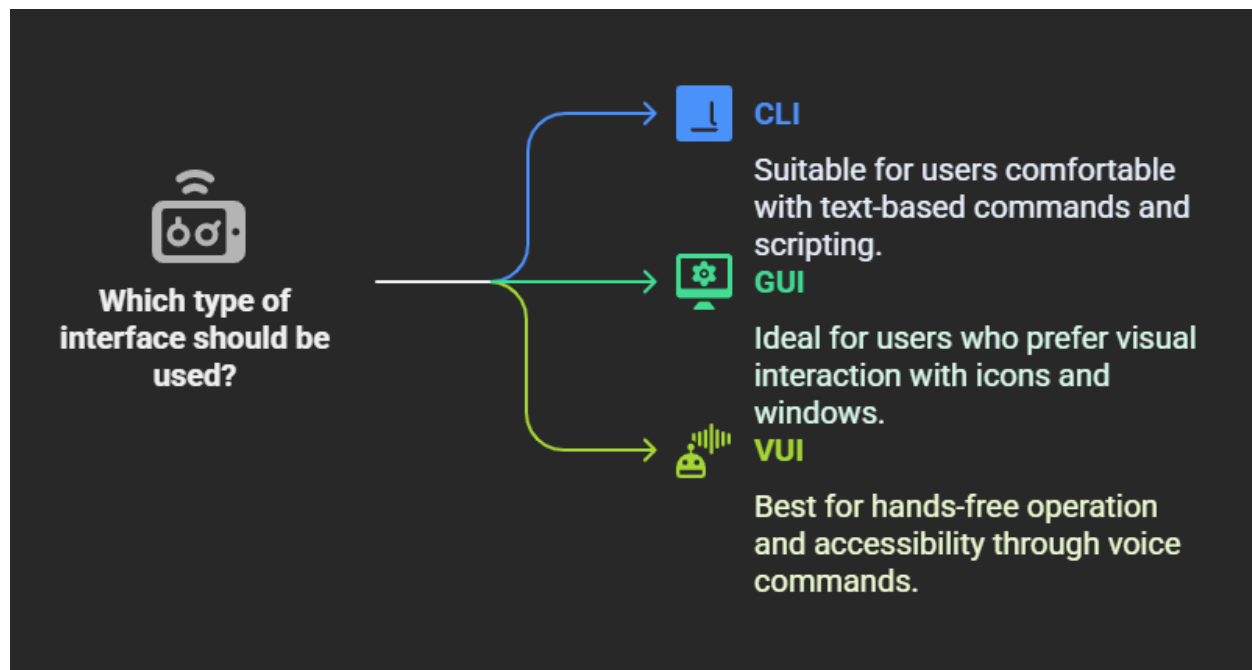 Which type of
interface should be
used?
CLI
Suitable for users comfortable
with text-based commands and
scripting.
GUI
Ideal for users who prefer visual
interaction with icons and
windows.
VUI
Best for hands-free operation
and accessibility through voice
commands.